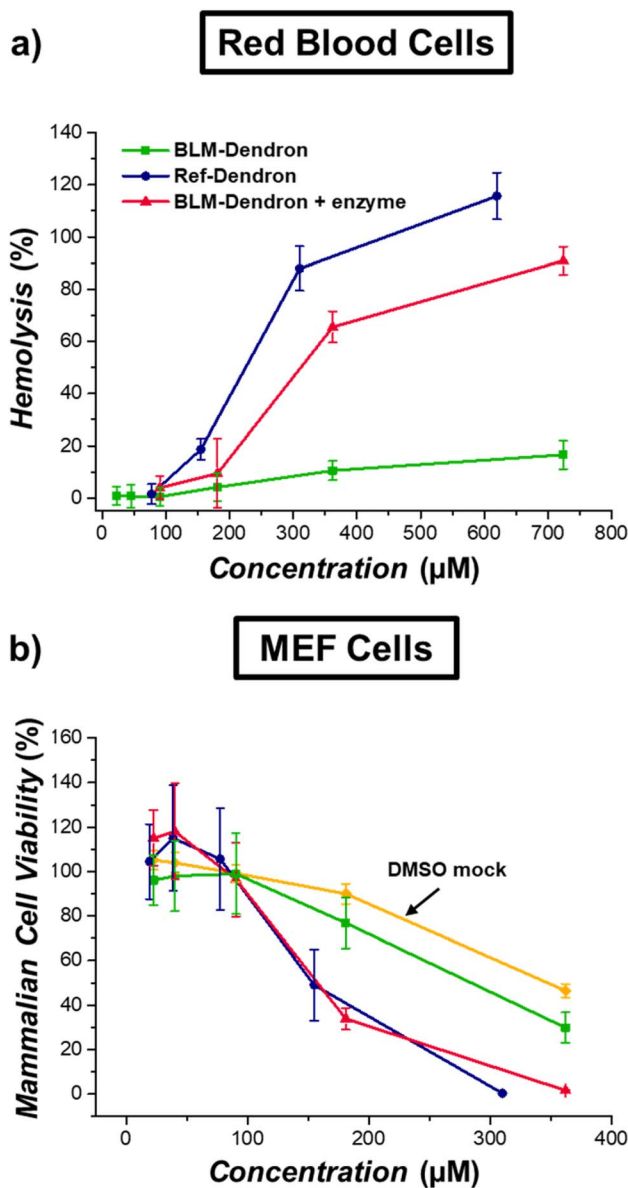 a)
Red Blood Cells
140
120
100
80
60
40
20
0
Hemolysis (%)
BLM-Dendron
Ref-Dendron
BLM-Dendron + enzyme
0 100 200 300 400 500 600 700 800
Concentration (µM)
b)
MEF Cells
160
140
120
100
80
60
40
20
0
Mammalian Cell Viability (%)
DMSO mock
0 100 200 300 400
Concentration (µM)